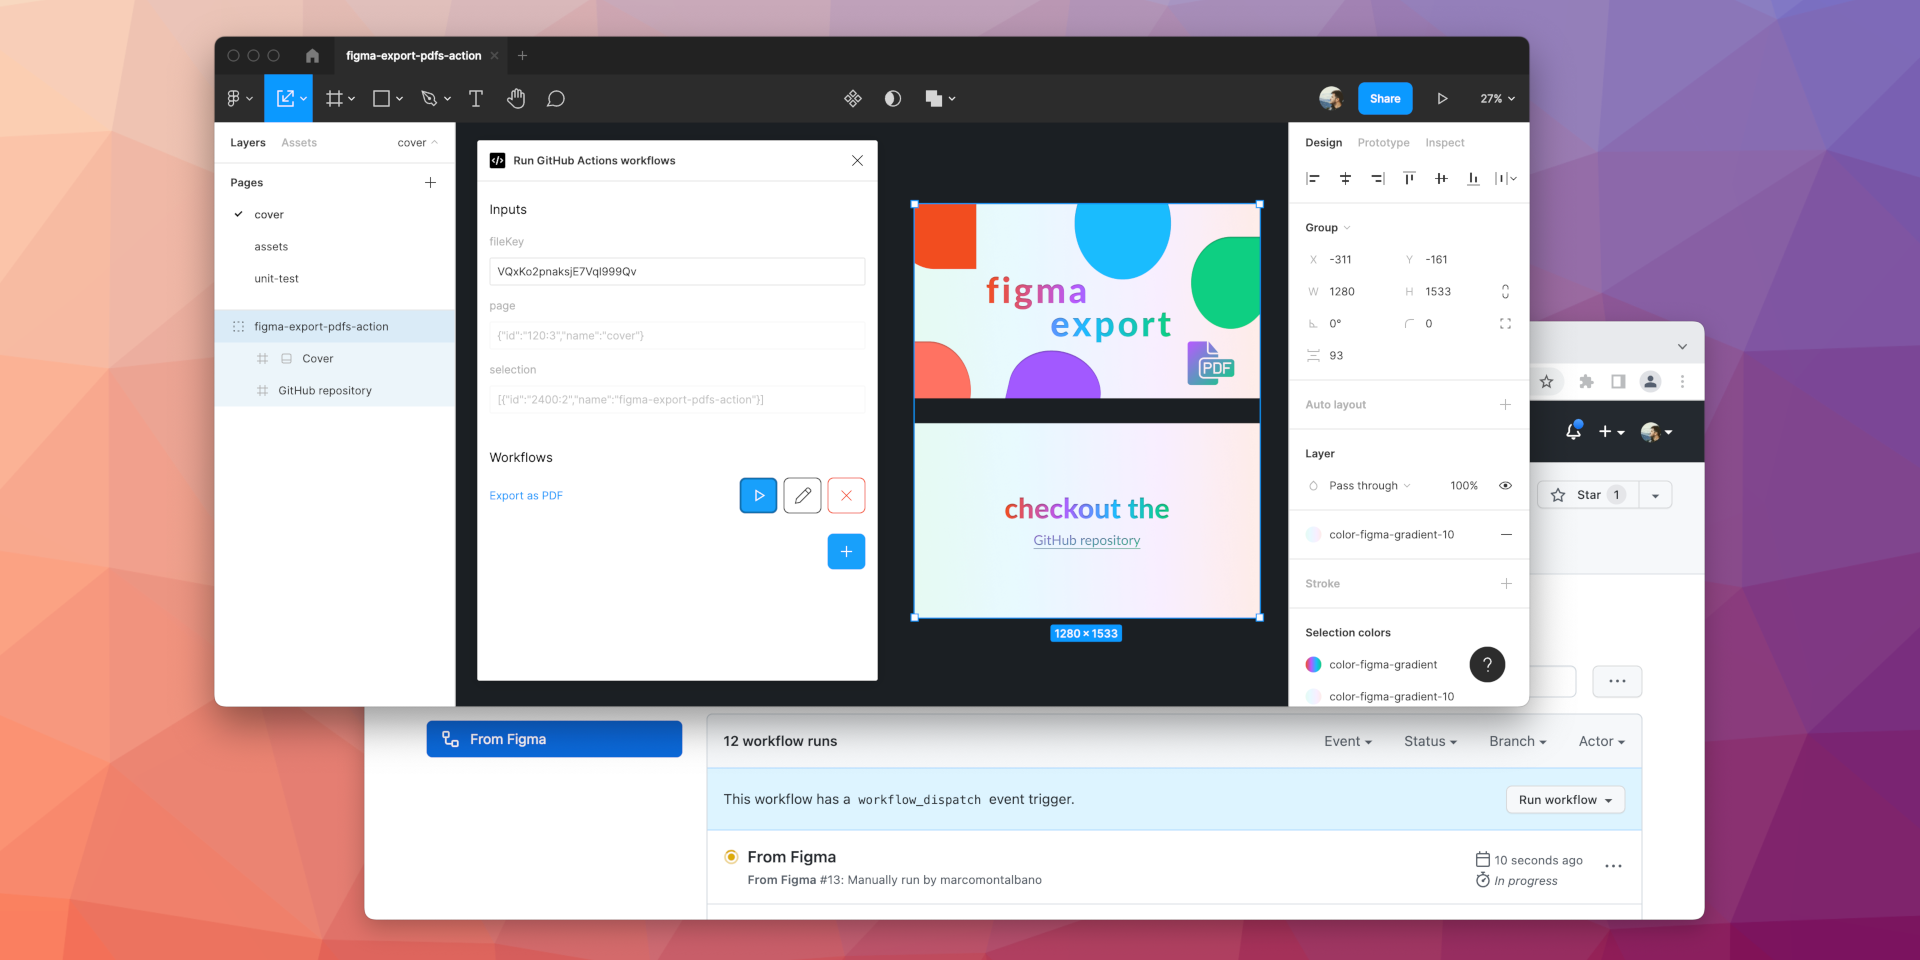 figma-export-pdfs-action
Share
27%
Layers
Assets
cover
Pages
cover
assets
unit-test
figma-export-pdfs-action
Cover
GitHub repository
Run GitHub Actions workflows
Inputs
fileKey
VQxKo2pnaksjE7Vql999Qv
page
{"id":"120:3","name":"cover"}
selection
[{"id":"2400:2","name":"figma-export-pdfs-action"}]
Workflows
Export as PDF
figma
export
PDF
checkout the
GitHub repository
1280 × 1533
Design
Prototype
Inspect
Group
X -311
Y -161
W 1280
H 1533
0°
0
93
Auto layout
Layer
Pass through
100%
color-figma-gradient-10
Stroke
Selection colors
color-figma-gradient
color-figma-gradient-10
?
Star 1
From Figma
12 workflow runs
Event
Status
Branch
Actor
This workflow has a workflow_dispatch event trigger.
Run workflow
From Figma
From Figma #13: Manually run by marcomontalbano
10 seconds ago
In progress